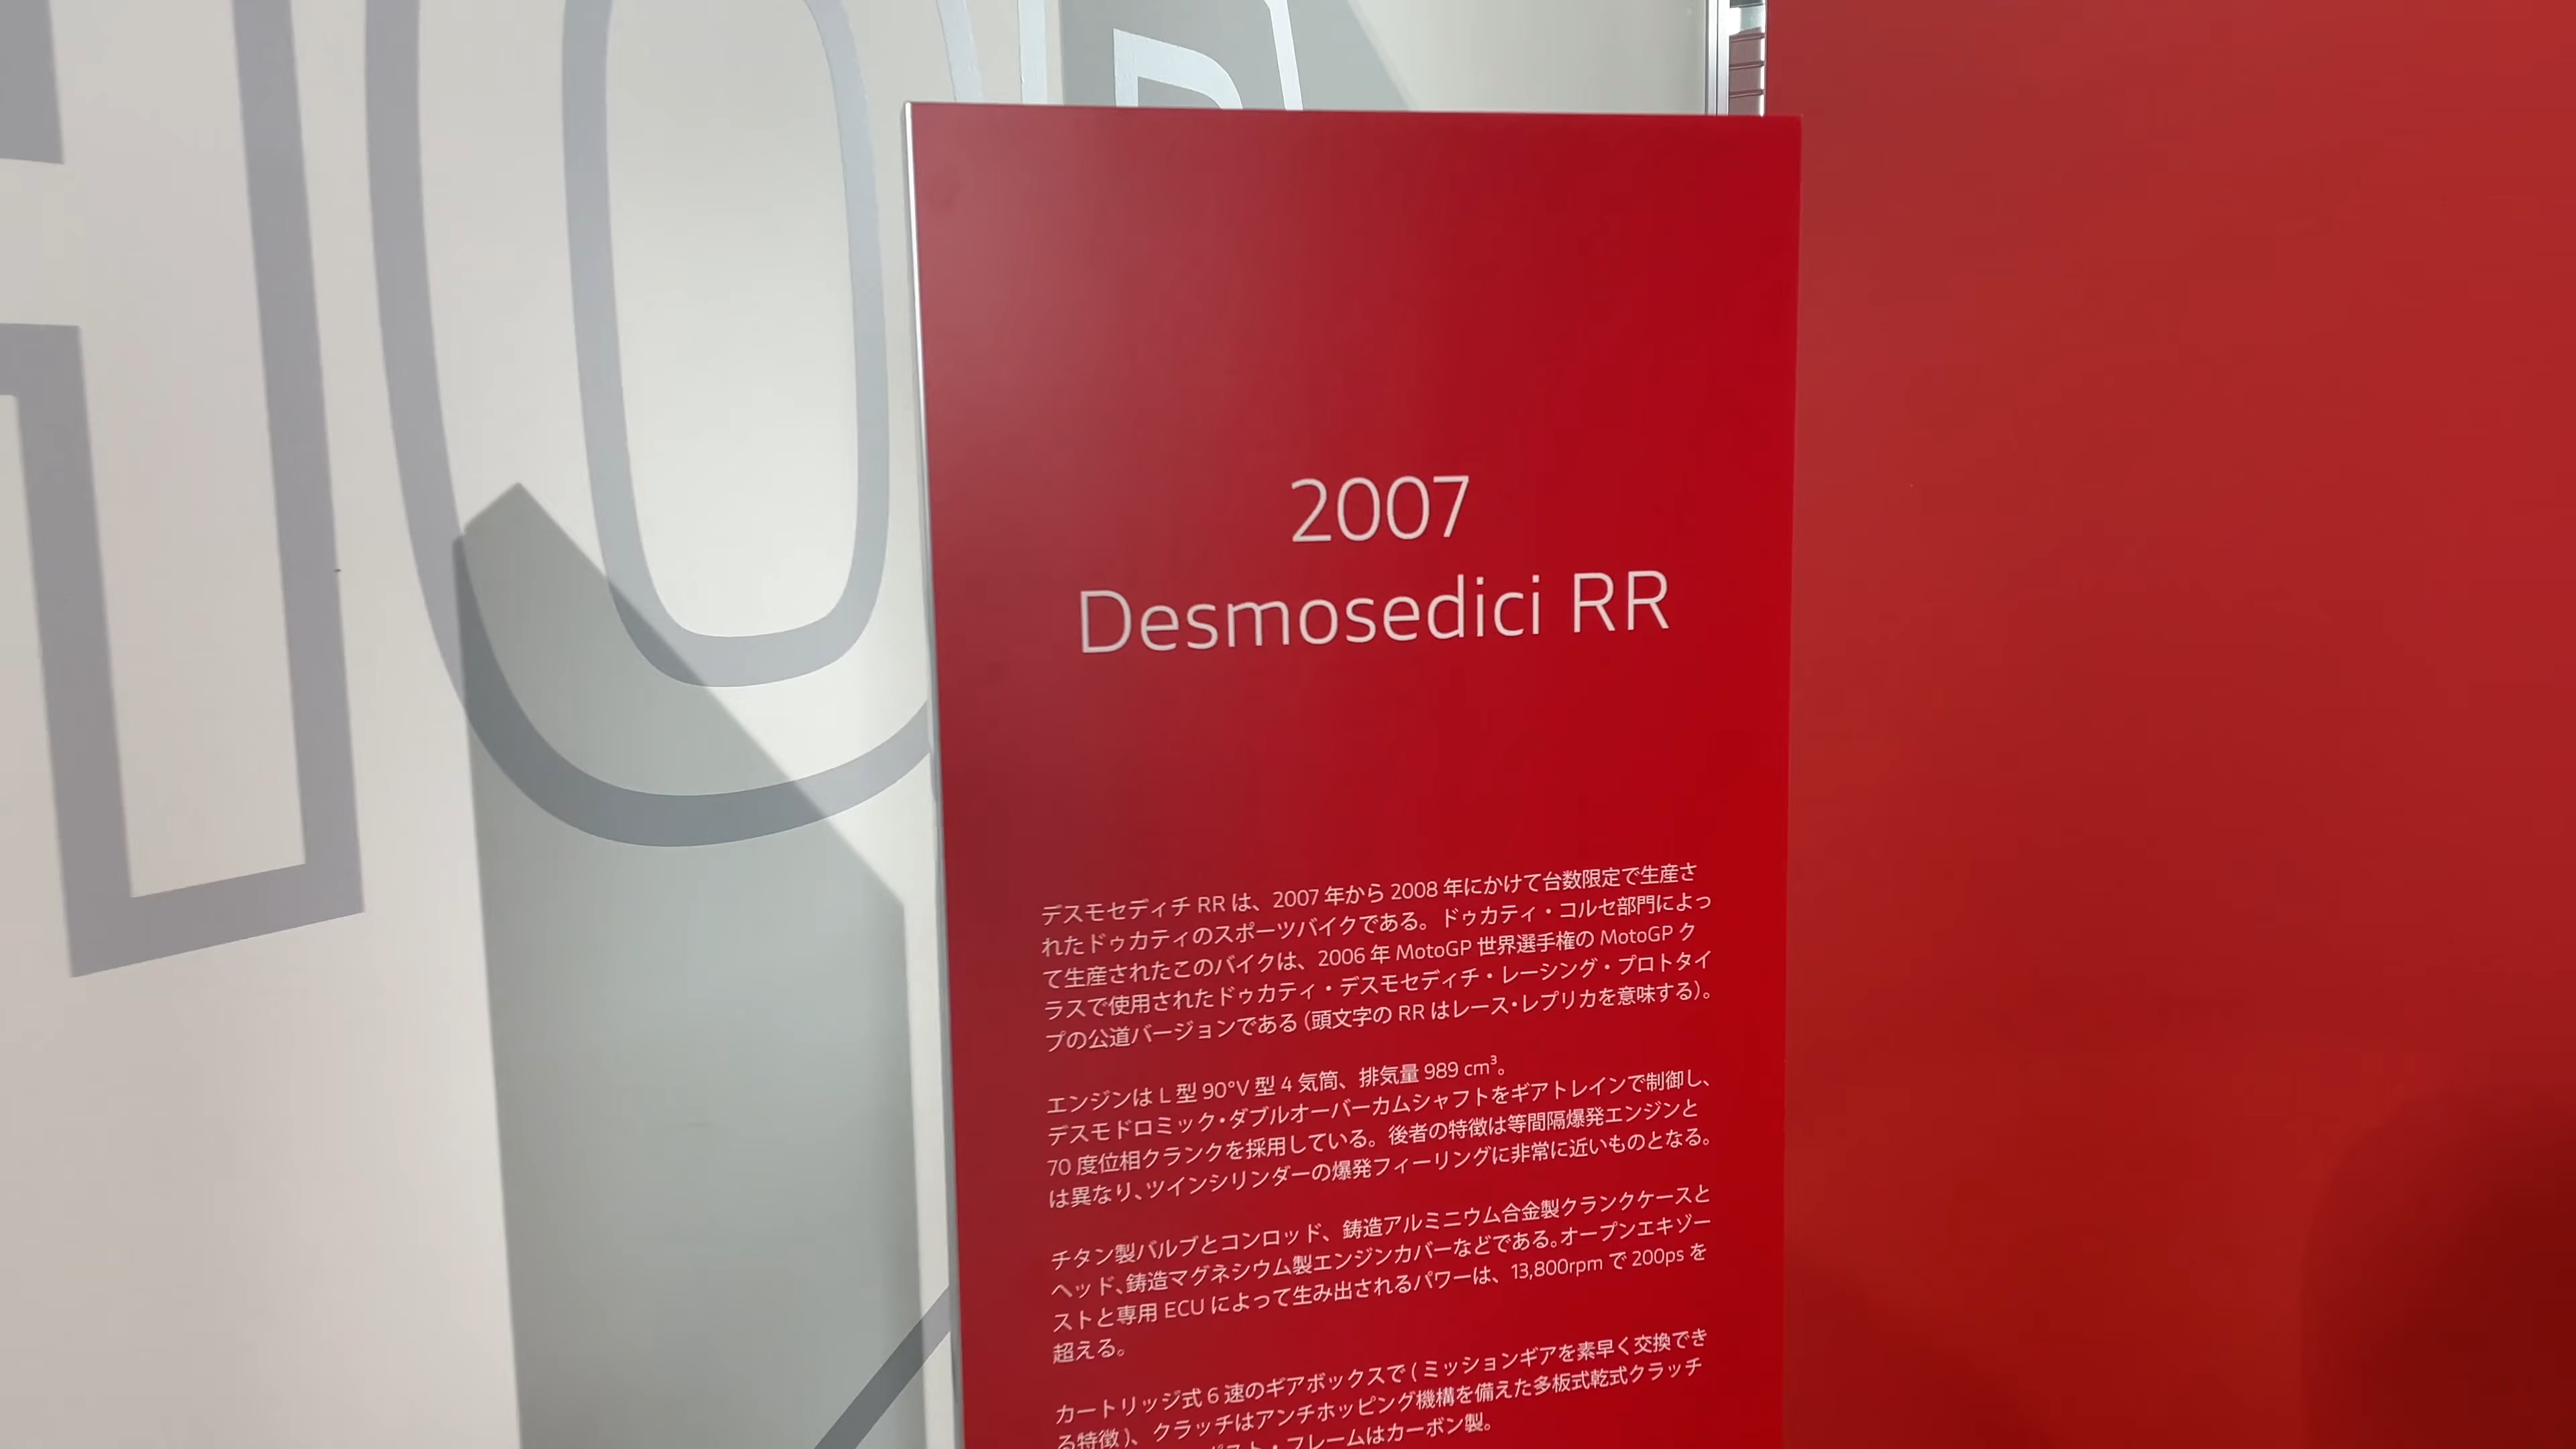 2007
Desmosedici RR
デスモセディチ RR は、2007 年から 2008 年にかけて台数限定で生産さ
れたドゥカティのスポーツバイクである。ドゥカティ・コルセ部門によっ
て生産されたこのバイクは、2006 年 MotoGP 世界選手権の MotoGP ク
ラスで使用されたドゥカティ・デスモセディチ・レーシング・プロトタイ
プの公道バージョンである（頭文字の RR はレース・レプリカを意味する）。
エンジンは L 型 90°V 型 4 気筒、排気量 989 cm³。
デスモドロミック・ダブルオーバーカムシャフトをギアトレインで制御し、
70 度位相クランクを採用している。後者の特徴は等間隔爆発エンジンと
は異なり、ツインシリンダーの爆発フィーリングに非常に近いものとなる。
チタン製バルブとコンロッド、鋳造アルミニウム合金製クランクケースと
ヘッド、鋳造マグネシウム製エンジンカバーなどである。オープンエキゾー
ストと専用 ECU によって生み出されるパワーは、13,800rpm で 200ps を
超える。
カートリッジ式 6 速のギアボックスで ( ミッションギアを素早く交換でき
る特徴 )、クラッチはアンチホッピング機構を備えた多板式乾式クラッチ
フレームはカーボン製。